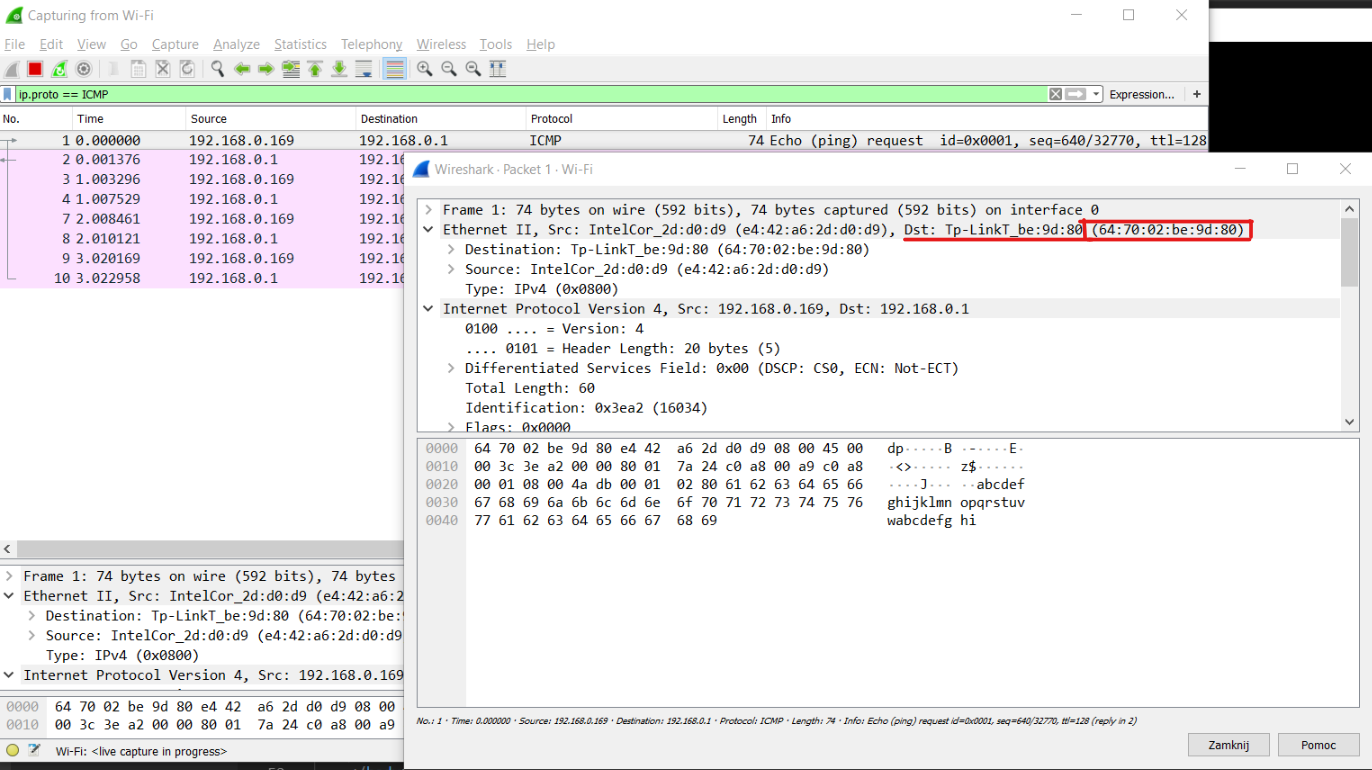 Capturing from Wi-Fi
File Edit View Go Capture Analyze Statistics Telephony Wireless Tools Help
ip.proto == ICMP
Expression... +
No. Time Source Destination Protocol Length Info
1 0.000000 192.168.0.169 192.168.0.1 ICMP 74 Echo (ping) request id=0x0001, seq=640/32770, ttl=128
2 0.001376 192.168.0.1 192.16
3 1.003296 192.168.0.169 192.16
4 1.007529 192.168.0.1 192.16
7 2.008461 192.168.0.169 192.16
8 2.010121 192.168.0.1 192.16
9 3.020169 192.168.0.169 192.16
10 3.022958 192.168.0.1 192.16
Wireshark · Packet 1 · Wi-Fi
Frame 1: 74 bytes on wire (592 bits), 74 bytes captured (592 bits) on interface 0
Ethernet II, Src: IntelCor_2d:d0:d9 (e4:42:a6:2d:d0:d9), Dst: Tp-LinkT_be:9d:80 (64:70:02:be:9d:80)
Destination: Tp-LinkT_be:9d:80 (64:70:02:be:9d:80)
Source: IntelCor_2d:d0:d9 (e4:42:a6:2d:d0:d9)
Type: IPv4 (0x0800)
Internet Protocol Version 4, Src: 192.168.0.169, Dst: 192.168.0.1
0100 .... = Version: 4
.... 0101 = Header Length: 20 bytes (5)
Differentiated Services Field: 0x00 (DSCP: CS0, ECN: Not-ECT)
Total Length: 60
Identification: 0x3ea2 (16034)
Flags: 0x0000
0000 64 70 02 be 9d 80 e4 42 a6 2d d0 d9 08 00 45 00 dp·····B ·-····E·
0010 00 3c 3e a2 00 00 80 01 7a 24 c0 a8 00 a9 c0 a8 ·<>····· z$······
0020 00 01 08 00 4a db 00 01 02 80 61 62 63 64 65 66 ····J··· ··abcdef
0030 67 68 69 6a 6b 6c 6d 6e 6f 70 71 72 73 74 75 76 ghijklmn opqrstuv
0040 77 61 62 63 64 65 66 67 68 69 wabcdefg hi
No.: 1 · Time: 0.000000 · Source: 192.168.0.169 · Destination: 192.168.0.1 · Protocol: ICMP · Length: 74 · Info: Echo (ping) request id=0x0001, seq=640/32770, ttl=128 (reply in 2)
Zamknij Pomoc
Frame 1: 74 bytes on wire (592 bits), 74 bytes
Ethernet II, Src: IntelCor_2d:d0:d9 (e4:42:a6:2
Destination: Tp-LinkT_be:9d:80 (64:70:02:be:
Source: IntelCor_2d:d0:d9 (e4:42:a6:2d:d0:d9
Type: IPv4 (0x0800)
Internet Protocol Version 4, Src: 192.168.0.169
0000 64 70 02 be 9d 80 e4 42 a6 2d d0 d9 08 00
0010 00 3c 3e a2 00 00 80 01 7a 24 c0 a8 00 a9
Wi-Fi: <live capture in progress>